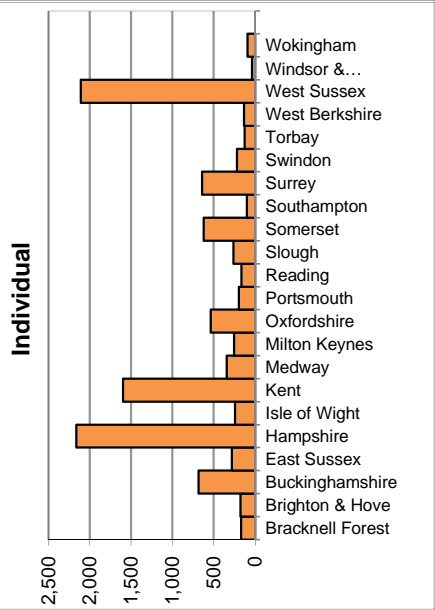 Individual
Wokingham
Windsor &…
West Sussex
West Berkshire
Torbay
Swindon
Surrey
Southampton
Somerset
Slough
Reading
Portsmouth
Oxfordshire
Milton Keynes
Medway
Kent
Isle of Wight
Hampshire
East Sussex
Buckinghamshire
Brighton & Hove
Bracknell Forest
2,500
2,000
1,500
1,000
500
0